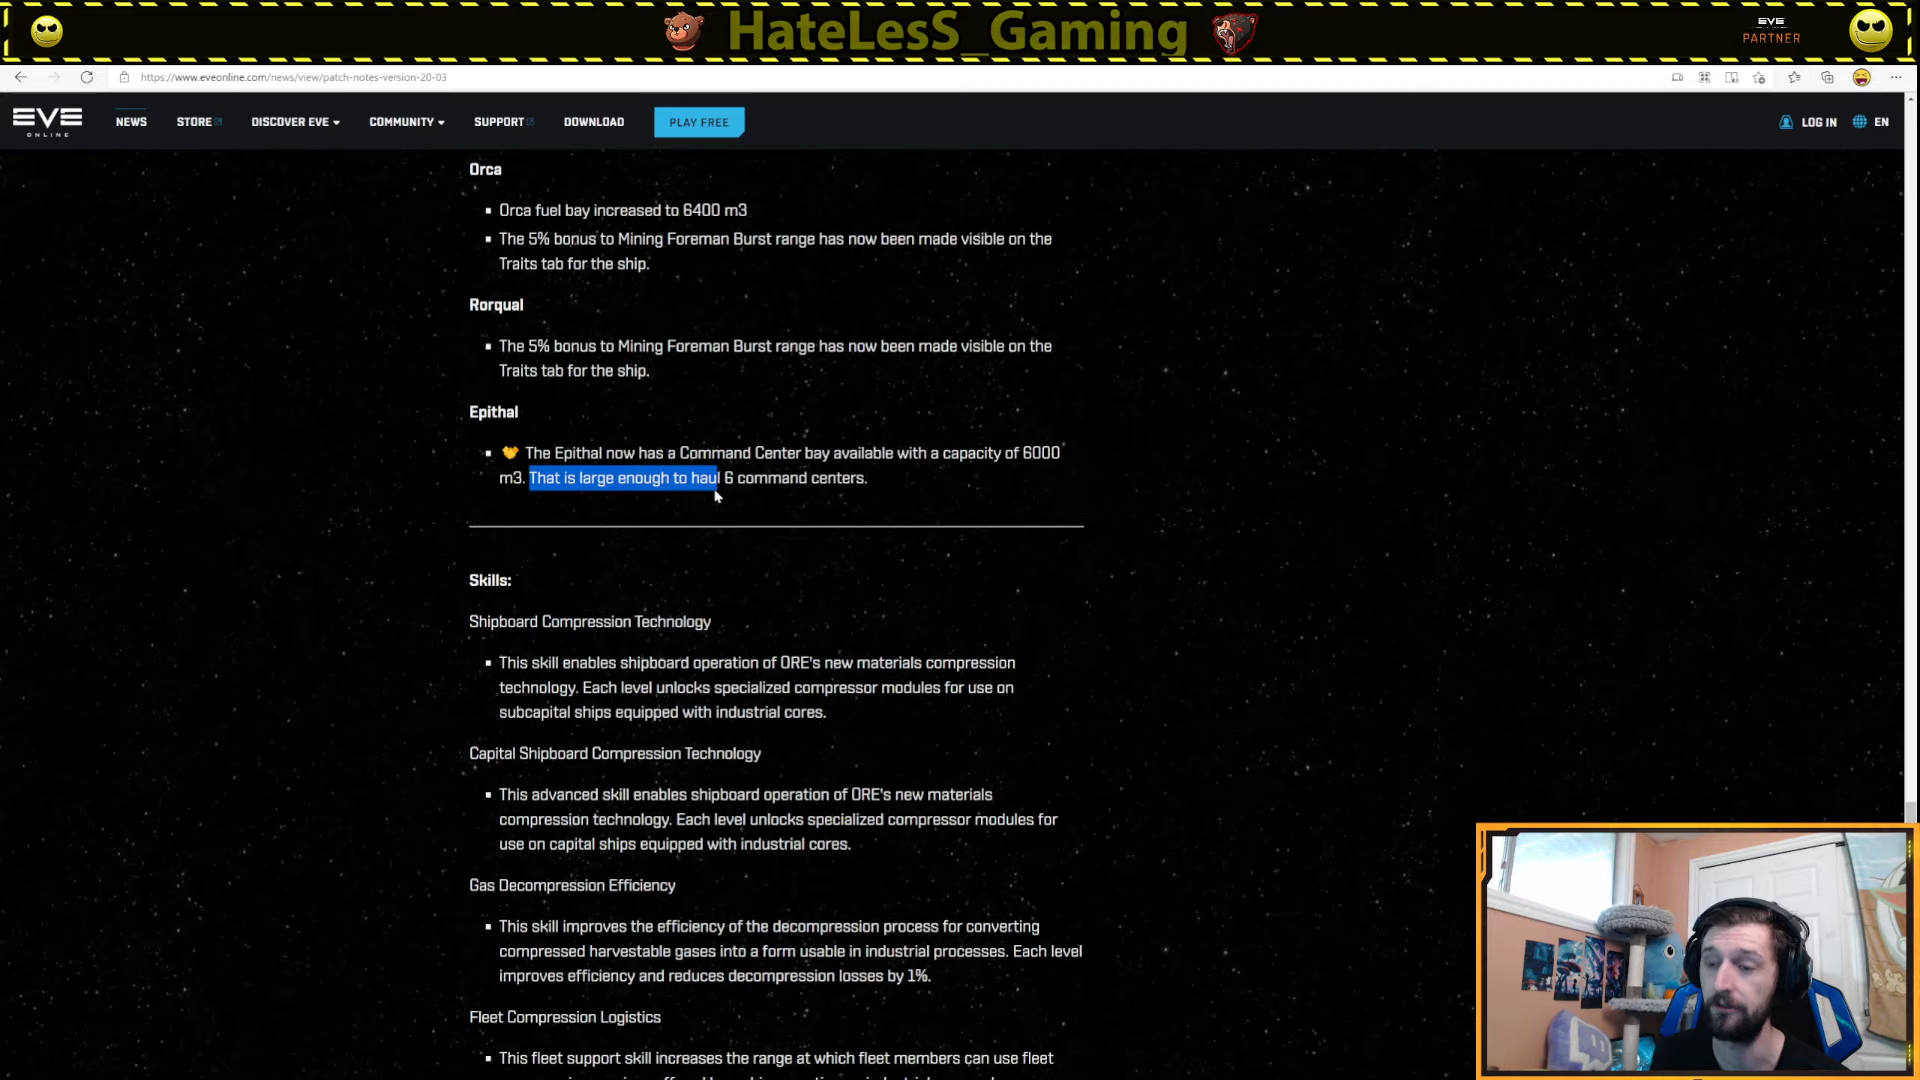 HateLesS_Gaming
EVE
PARTNER
https://www.eveonline.com/news/view/patch-notes-version-20-03
EVE
ONLINE
NEWS STORE DISCOVER EVE COMMUNITY SUPPORT DOWNLOAD PLAY FREE LOG IN EN
Orca
Orca fuel bay increased to 6400 m3
The 5% bonus to Mining Foreman Burst range has now been made visible on the
Traits tab for the ship.
Rorqual
The 5% bonus to Mining Foreman Burst range has now been made visible on the
Traits tab for the ship.
Epithal
The Epithal now has a Command Center bay available with a capacity of 6000
m3. That is large enough to haul 6 command centers.
Skills:
Shipboard Compression Technology
This skill enables shipboard operation of ORE's new materials compression
technology. Each level unlocks specialized compressor modules for use on
subcapital ships equipped with industrial cores.
Capital Shipboard Compression Technology
This advanced skill enables shipboard operation of ORE's new materials
compression technology. Each level unlocks specialized compressor modules for
use on capital ships equipped with industrial cores.
Gas Decompression Efficiency
This skill improves the efficiency of the decompression process for converting
compressed harvestable gases into a form usable in industrial processes. Each level
improves efficiency and reduces decompression losses by 1%.
Fleet Compression Logistics
This fleet support skill increases the range at which fleet members can use fleet